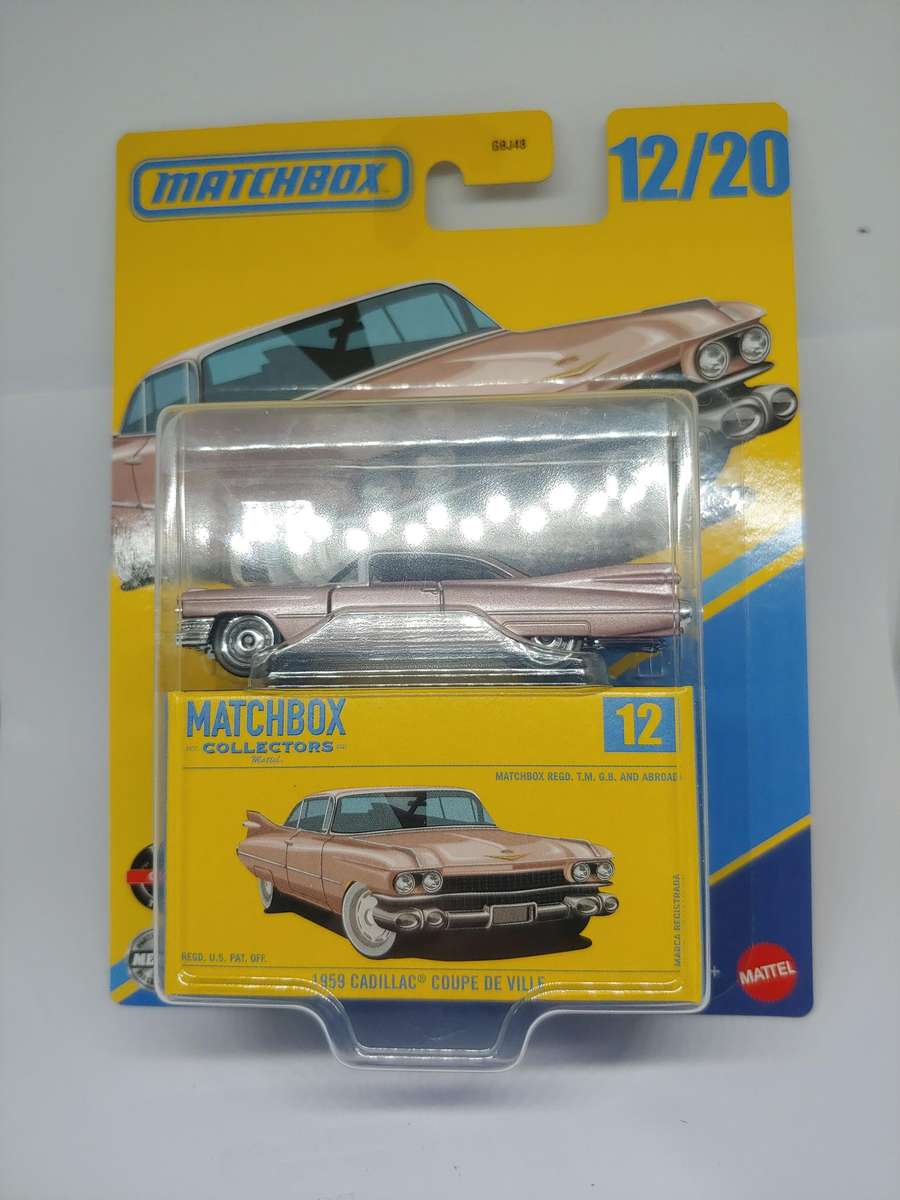 MATCHBOX
GBJ48
12/20
MATCHBOX
COLLECTORS
Mattel
12
MATCHBOX REGD. T.M. G.B. AND ABROAD
MARCA REGISTRADA
REGD. U.S. PAT. OFF.
1959 CADILLAC® COUPE DE VILLE
MATTEL